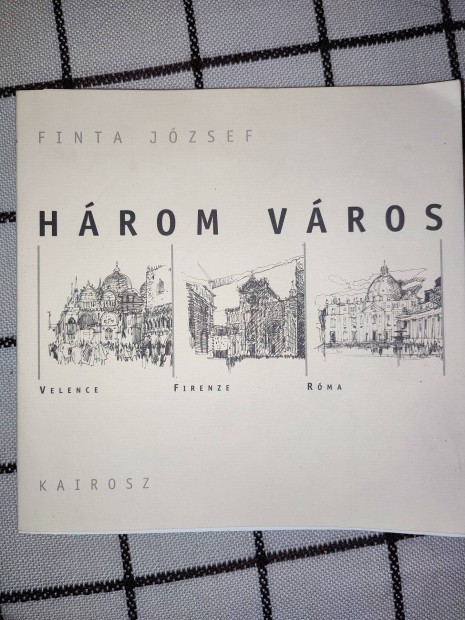 FINTA JÓZSEF
HÁROM VÁROS
VELENCE FIRENZE RÓMA
KAIROSZ